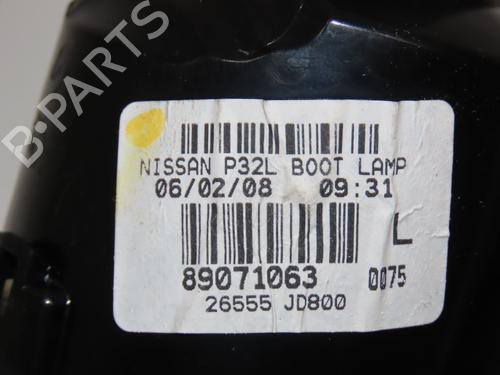 NISSAN P32L BOOT LAMP
06/02/08 09:31
L
89071063 0075
26555 JD800
B-PARTS